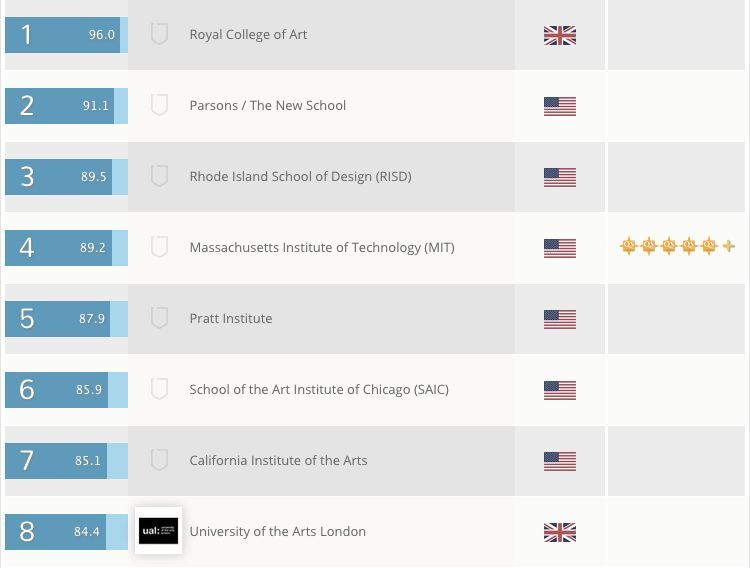 1 96.0 Royal College of Art
2 91.1 Parsons / The New School
3 89.5 Rhode Island School of Design (RISD)
4 89.2 Massachusetts Institute of Technology (MIT)
5 87.9 Pratt Institute
6 85.9 School of the Art Institute of Chicago (SAIC)
7 85.1 California Institute of the Arts
8 84.4 ual: University of the Arts London